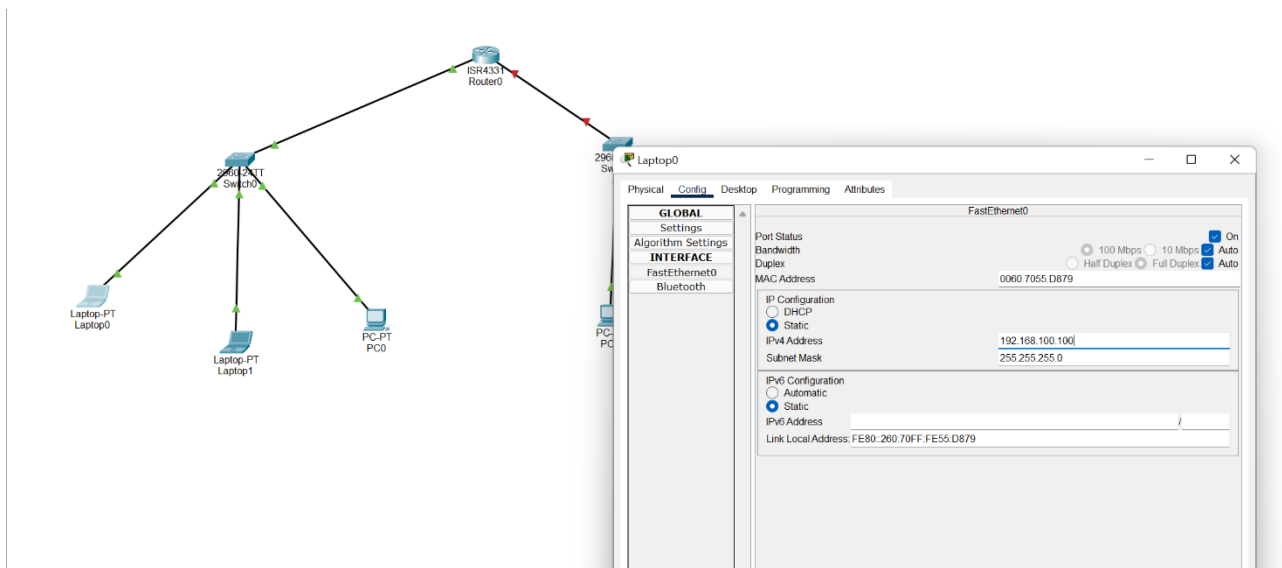 ISR4331
Router0
2960-24TT
Switch0
Laptop-PT
Laptop0
Laptop-PT
Laptop1
PC-PT
PC0
Laptop0
Physical Config Desktop Programming Attributes
GLOBAL
Settings
Algorithm Settings
INTERFACE
FastEthernet0
Bluetooth
FastEthernet0
Port Status On
Bandwidth 100 Mbps 10 Mbps Auto
Duplex Half Duplex Full Duplex Auto
MAC Address 0060.7055.D879
IP Configuration
DHCP
Static
IPv4 Address 192.168.100.100
Subnet Mask 255.255.255.0
IPv6 Configuration
Automatic
Static
IPv6 Address /
Link Local Address: FE80::260:70FF:FE55:D879